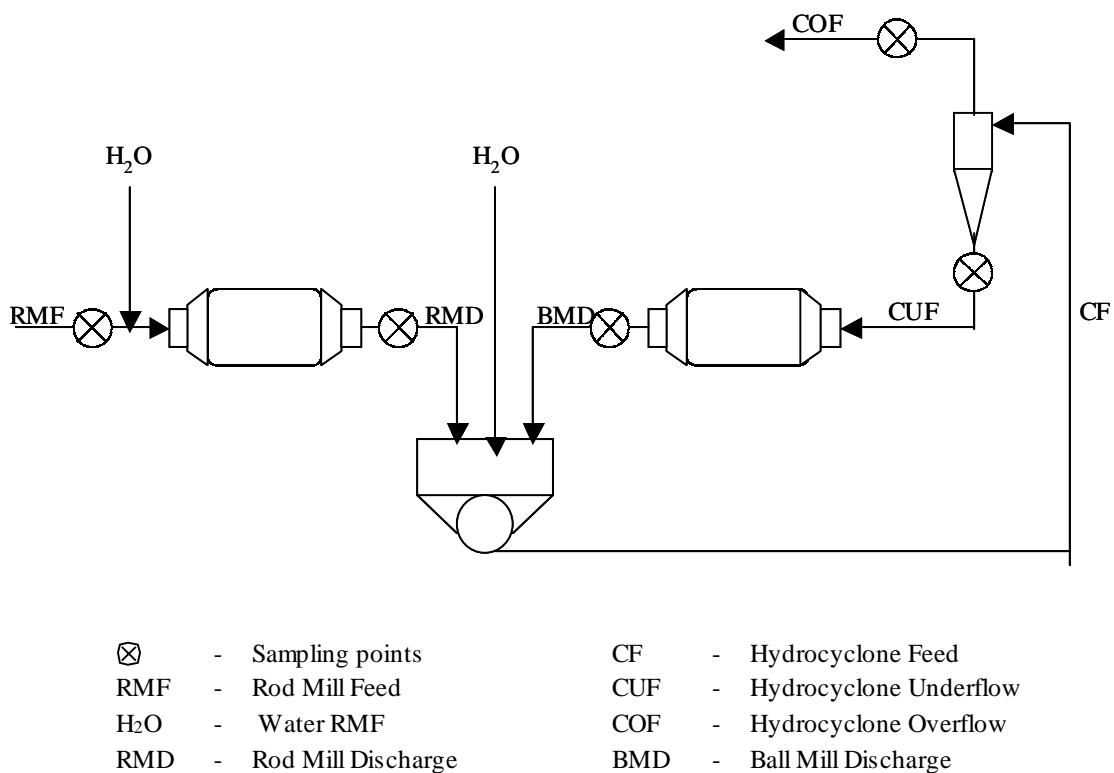 COF
H₂O
H₂O
RMF
RMD
BMD
CUF
CF
- Sampling points
RMF - Rod Mill Feed
H₂O - Water RMF
RMD - Rod Mill Discharge
CF - Hydrocyclone Feed
CUF - Hydrocyclone Underflow
COF - Hydrocyclone Overflow
BMD - Ball Mill Discharge